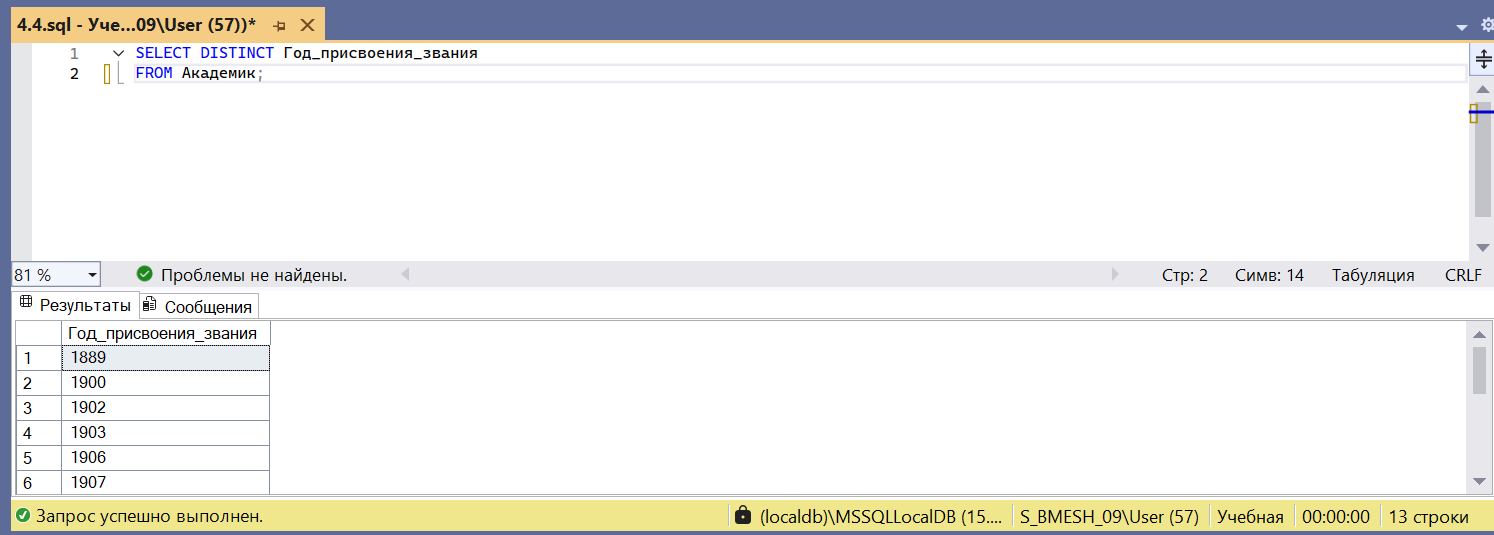 4.4.sql - Уче...09\User (57))*
1 SELECT DISTINCT Год_присвоения_звания
2 FROM Академик;
81 % Проблемы не найдены. Стр: 2 Симв: 14 Табуляция CRLF
Результаты Сообщения
Год_присвоения_звания
1 1889
2 1900
3 1902
4 1903
5 1906
6 1907
Запрос успешно выполнен. (localdb)\MSSQLLocalDB (15.... S_BMESH_09\User (57) Учебная 00:00:00 13 строки